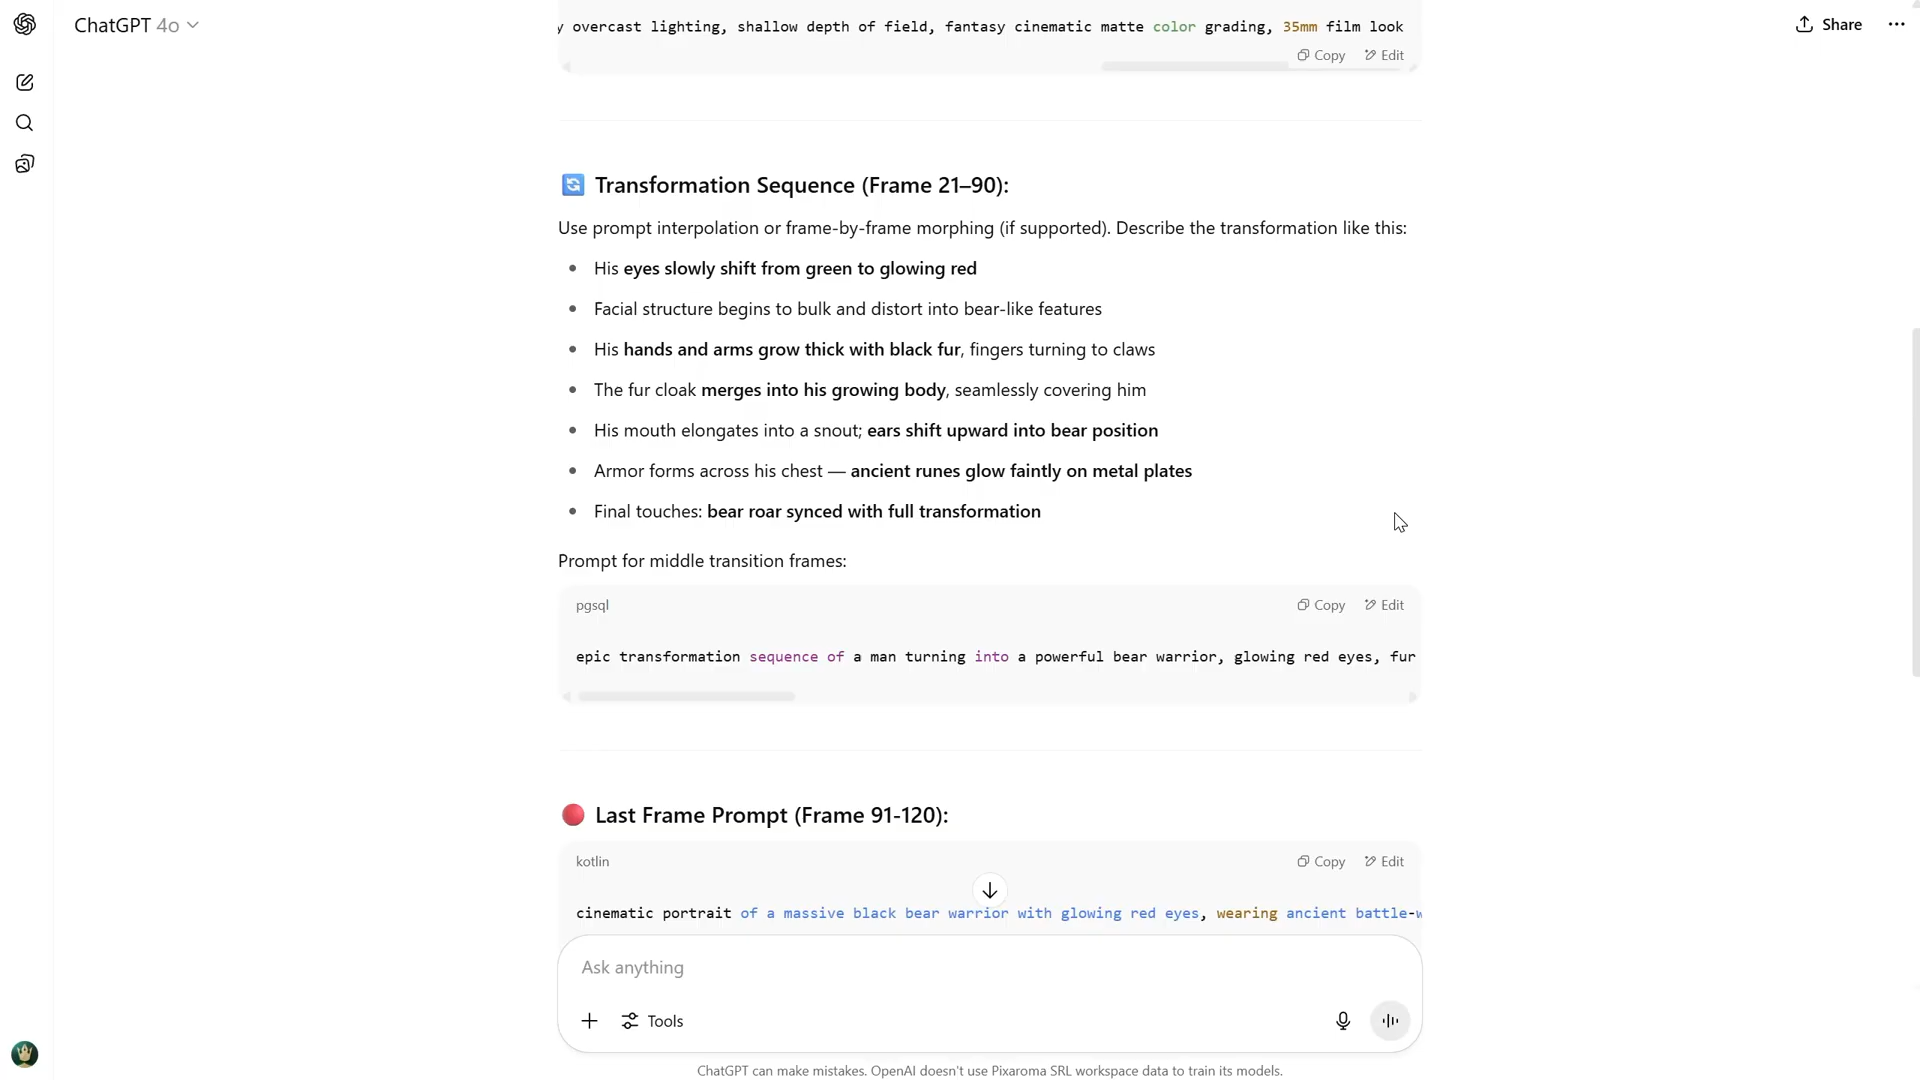 ChatGPT 4o
Share
overcast lighting, shallow depth of field, fantasy cinematic matte color grading, 35mm film look
Copy Edit
Transformation Sequence (Frame 21–90):
Use prompt interpolation or frame-by-frame morphing (if supported). Describe the transformation like this:
His eyes slowly shift from green to glowing red
Facial structure begins to bulk and distort into bear-like features
His hands and arms grow thick with black fur, fingers turning to claws
The fur cloak merges into his growing body, seamlessly covering him
His mouth elongates into a snout; ears shift upward into bear position
Armor forms across his chest — ancient runes glow faintly on metal plates
Final touches: bear roar synced with full transformation
Prompt for middle transition frames:
pgsql Copy Edit
epic transformation sequence of a man turning into a powerful bear warrior, glowing red eyes, fur
Last Frame Prompt (Frame 91-120):
kotlin Copy Edit
cinematic portrait of a massive black bear warrior with glowing red eyes, wearing ancient battle-
Ask anything
Tools
ChatGPT can make mistakes. OpenAI doesn't use Pixaroma SRL workspace data to train its models.